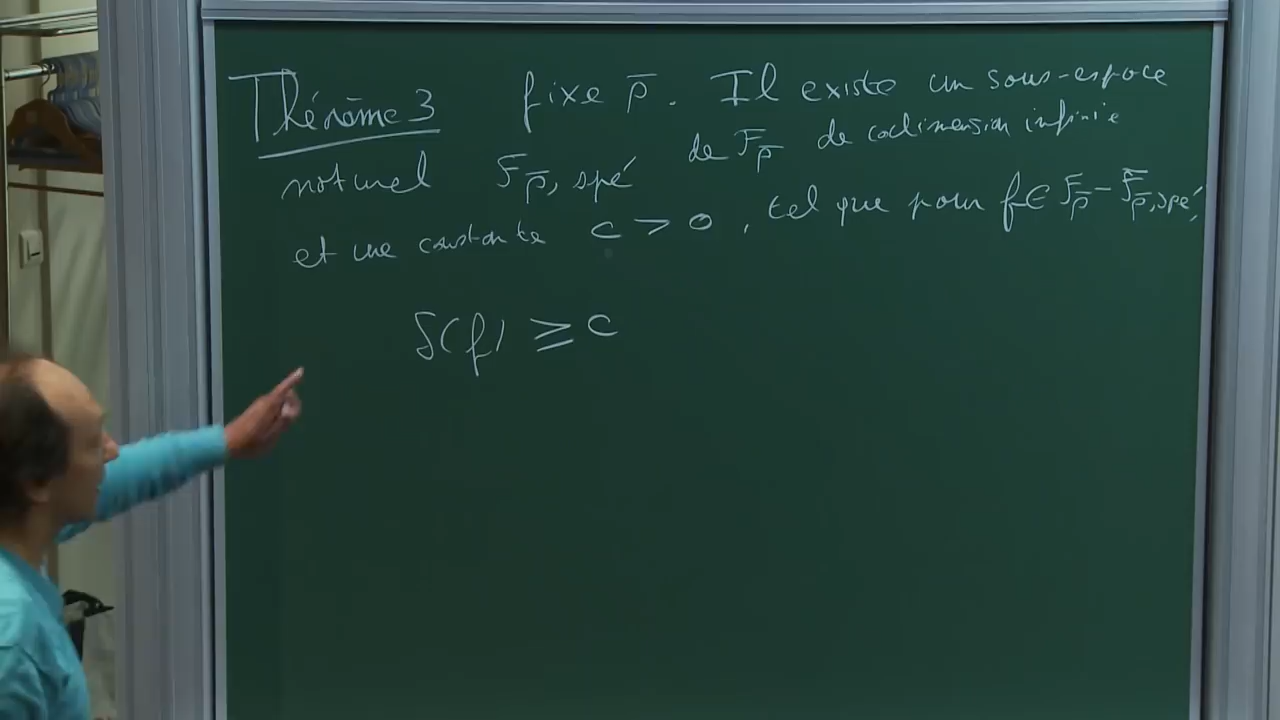 Théorème 3 fixe p̄. Il existe un sous-espace
naturel F_p̄, spé de F_p̄ de codimension infinie
et une constante c > 0, tel que pour f ∈ F_p̄ - F_p̄, spé,
δ(f) ≥ c